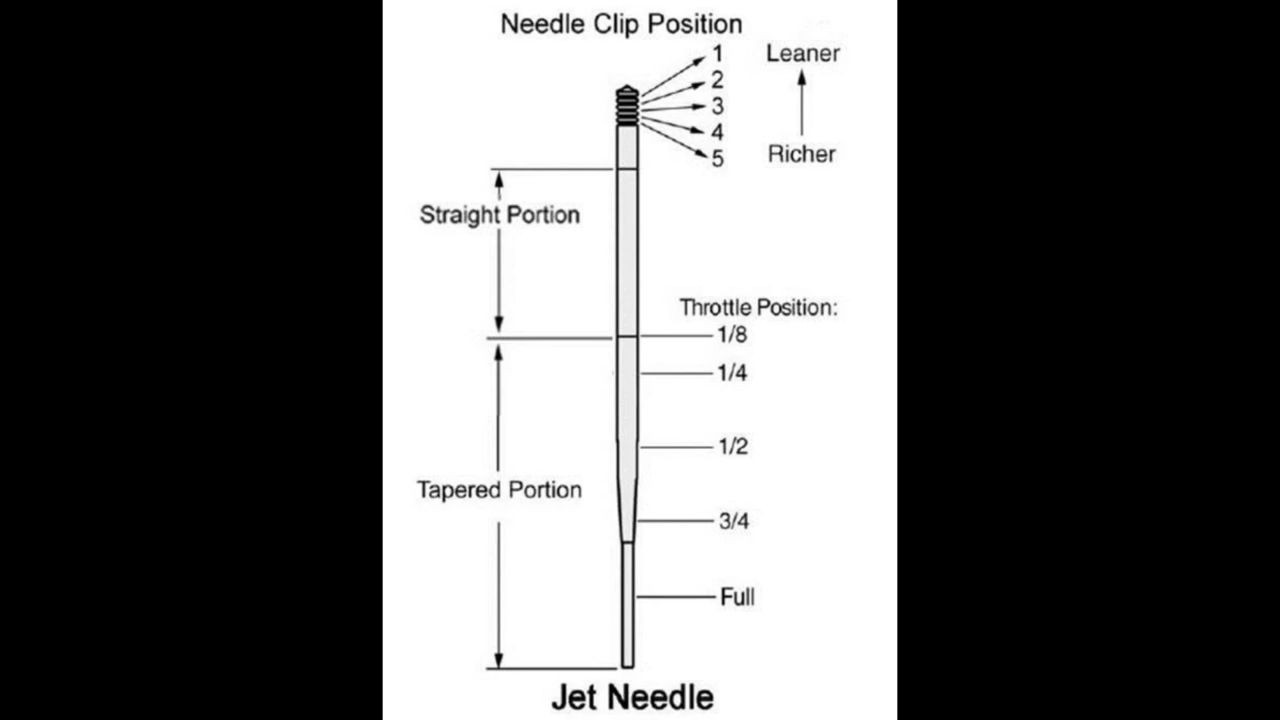 Needle Clip Position
1
2
3
4
5
Leaner
Richer
Straight Portion
Throttle Position:
1/8
1/4
1/2
Tapered Portion
3/4
Full
Jet Needle